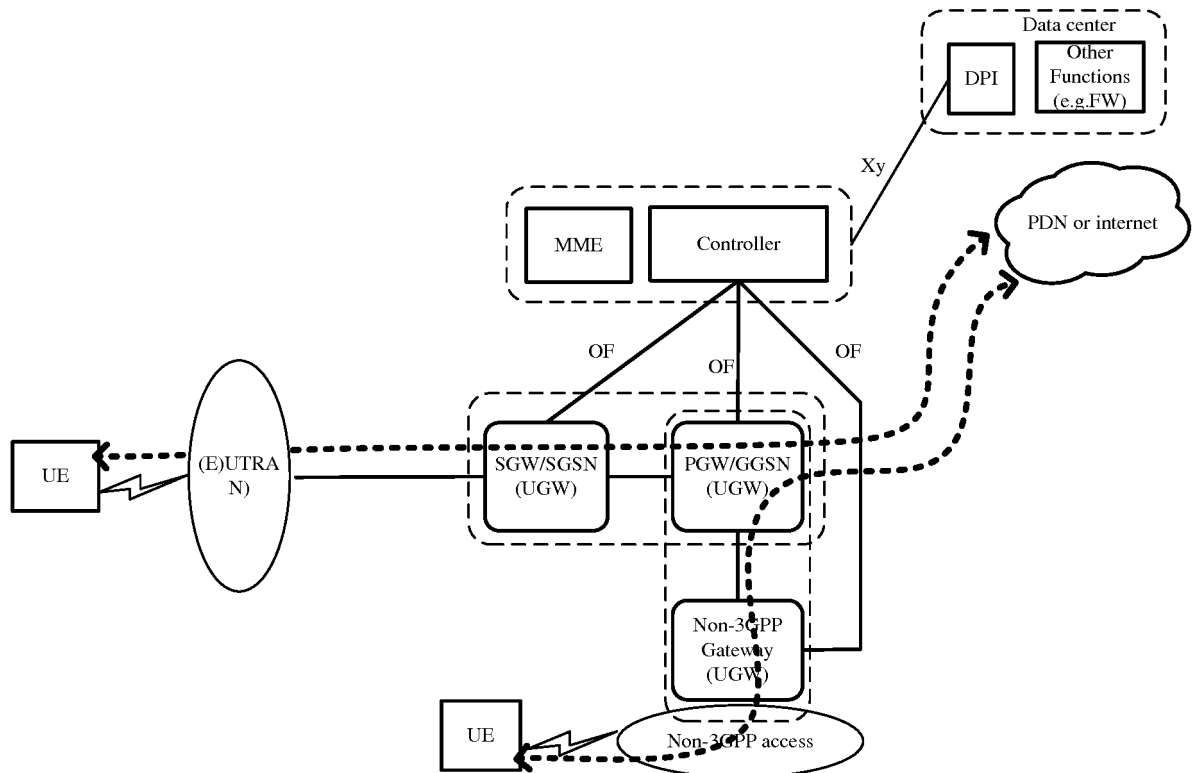 Data center
DPI
Other
Functions
(e.g.FW)
Xy
PDN or internet
MME
Controller
OF
OF
OF
UE
(E)UTRA
N)
SGW/SGSN
(UGW)
PGW/GGSN
(UGW)
Non-3GPP
Gateway
(UGW)
UE
Non-3GPP access